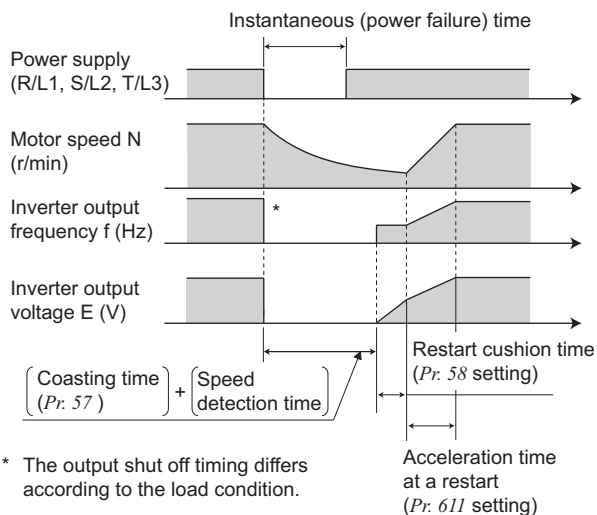 Instantaneous (power failure) time
Power supply
(R/L1, S/L2, T/L3)
Motor speed N
(r/min)
Inverter output
frequency f (Hz)
*
Inverter output
voltage E (V)
Coasting time
(Pr. 57 )
+
Speed
detection time
Restart cushion time
(Pr. 58 setting)
* The output shut off timing differs
according to the load condition.
Acceleration time
at a restart
(Pr. 611 setting)